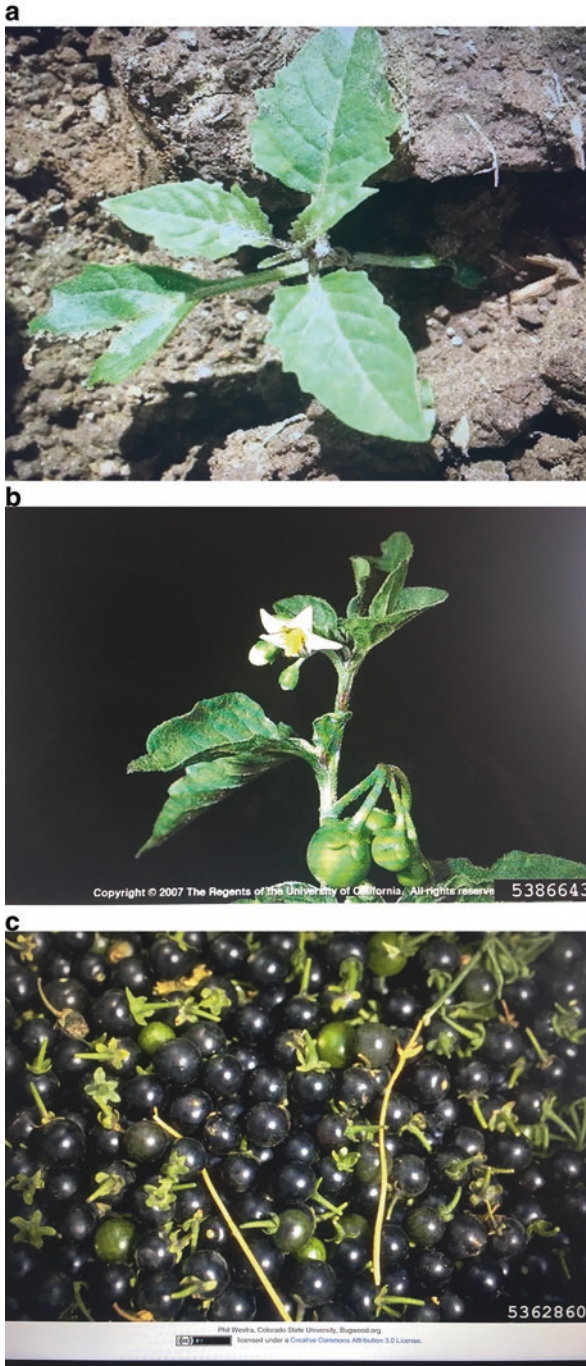 a
b
Copyright © 2007 The Regents of the University of California. All rights reserve
5386643
c
5362860
Phil Westra, Colorado State University, Bugwood.org
licensed under a Creative Commons Attribution 3.0 License.